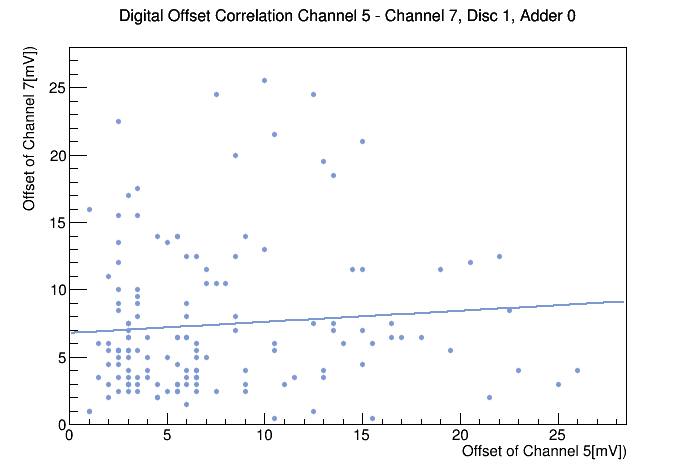 Digital Offset Correlation Channel 5 - Channel 7, Disc 1, Adder 0
Offset of Channel 7[mV])
25
20
15
10
5
0
0 5 10 15 20 25
Offset of Channel 5[mV])